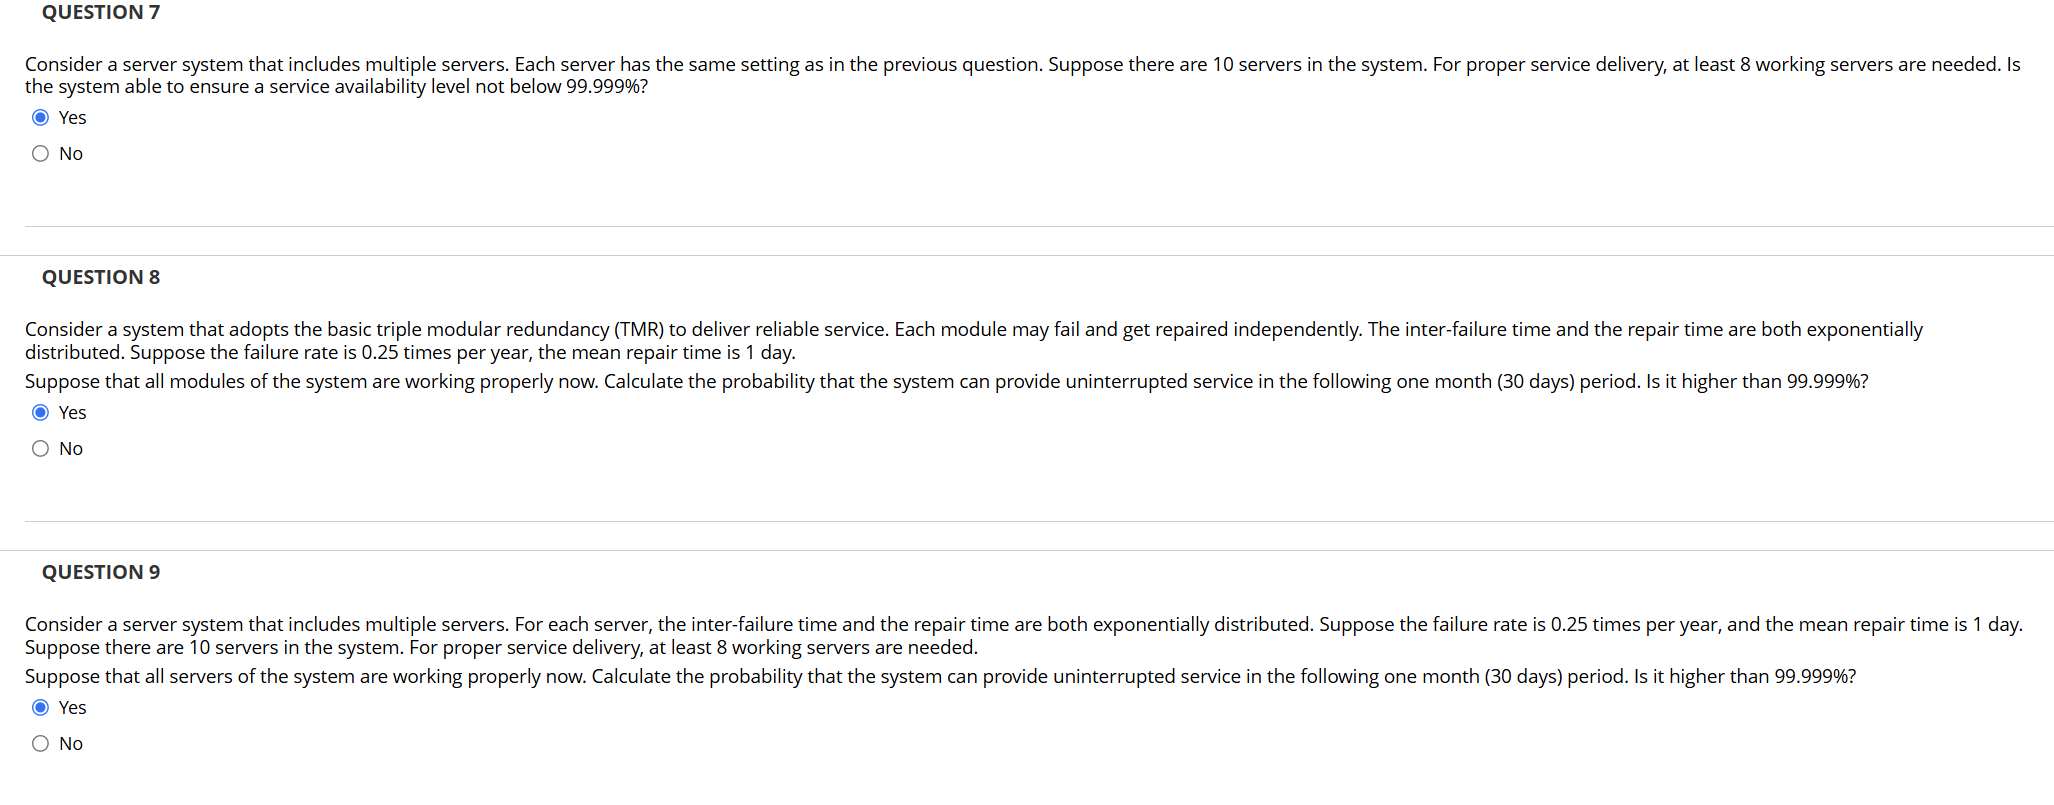 QUESTION 7
Consider a server system that includes multiple servers. Each server has the same setting as in the previous question. Suppose there are 10 servers in the system. For proper service delivery, at least 8 working servers are needed. Is
the system able to ensure a service availability level not below 99.999%?
Yes
No
QUESTION 8
Consider a system that adopts the basic triple modular redundancy (TMR) to deliver reliable service. Each module may fail and get repaired independently. The inter-failure time and the repair time are both exponentially
distributed. Suppose the failure rate is 0.25 times per year, the mean repair time is 1 day.
Suppose that all modules of the system are working properly now. Calculate the probability that the system can provide uninterrupted service in the following one month (30 days) period. Is it higher than 99.999%?
Yes
No
QUESTION 9
Consider a server system that includes multiple servers. For each server, the inter-failure time and the repair time are both exponentially distributed. Suppose the failure rate is 0.25 times per year, and the mean repair time is 1 day.
Suppose there are 10 servers in the system. For proper service delivery, at least 8 working servers are needed.
Suppose that all servers of the system are working properly now. Calculate the probability that the system can provide uninterrupted service in the following one month (30 days) period. Is it higher than 99.999%?
Yes
No